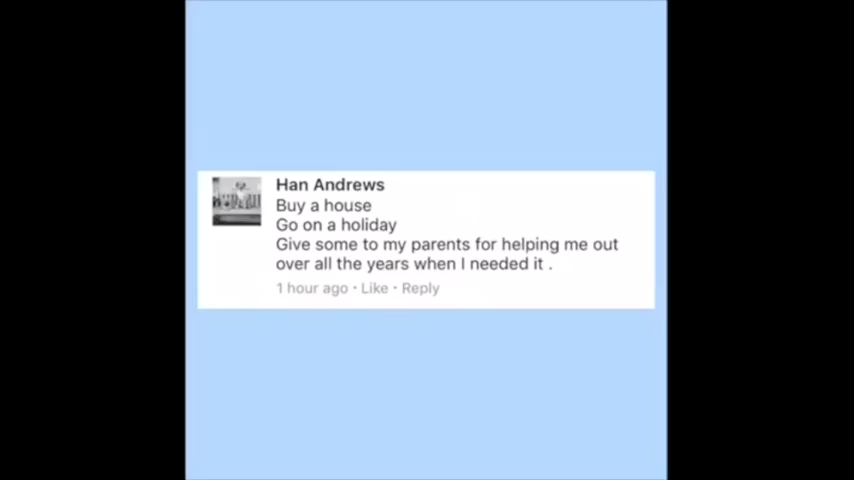 Han Andrews
Buy a house
Go on a holiday
Give some to my parents for helping me out
over all the years when I needed it .
1 hour ago • Like • Reply